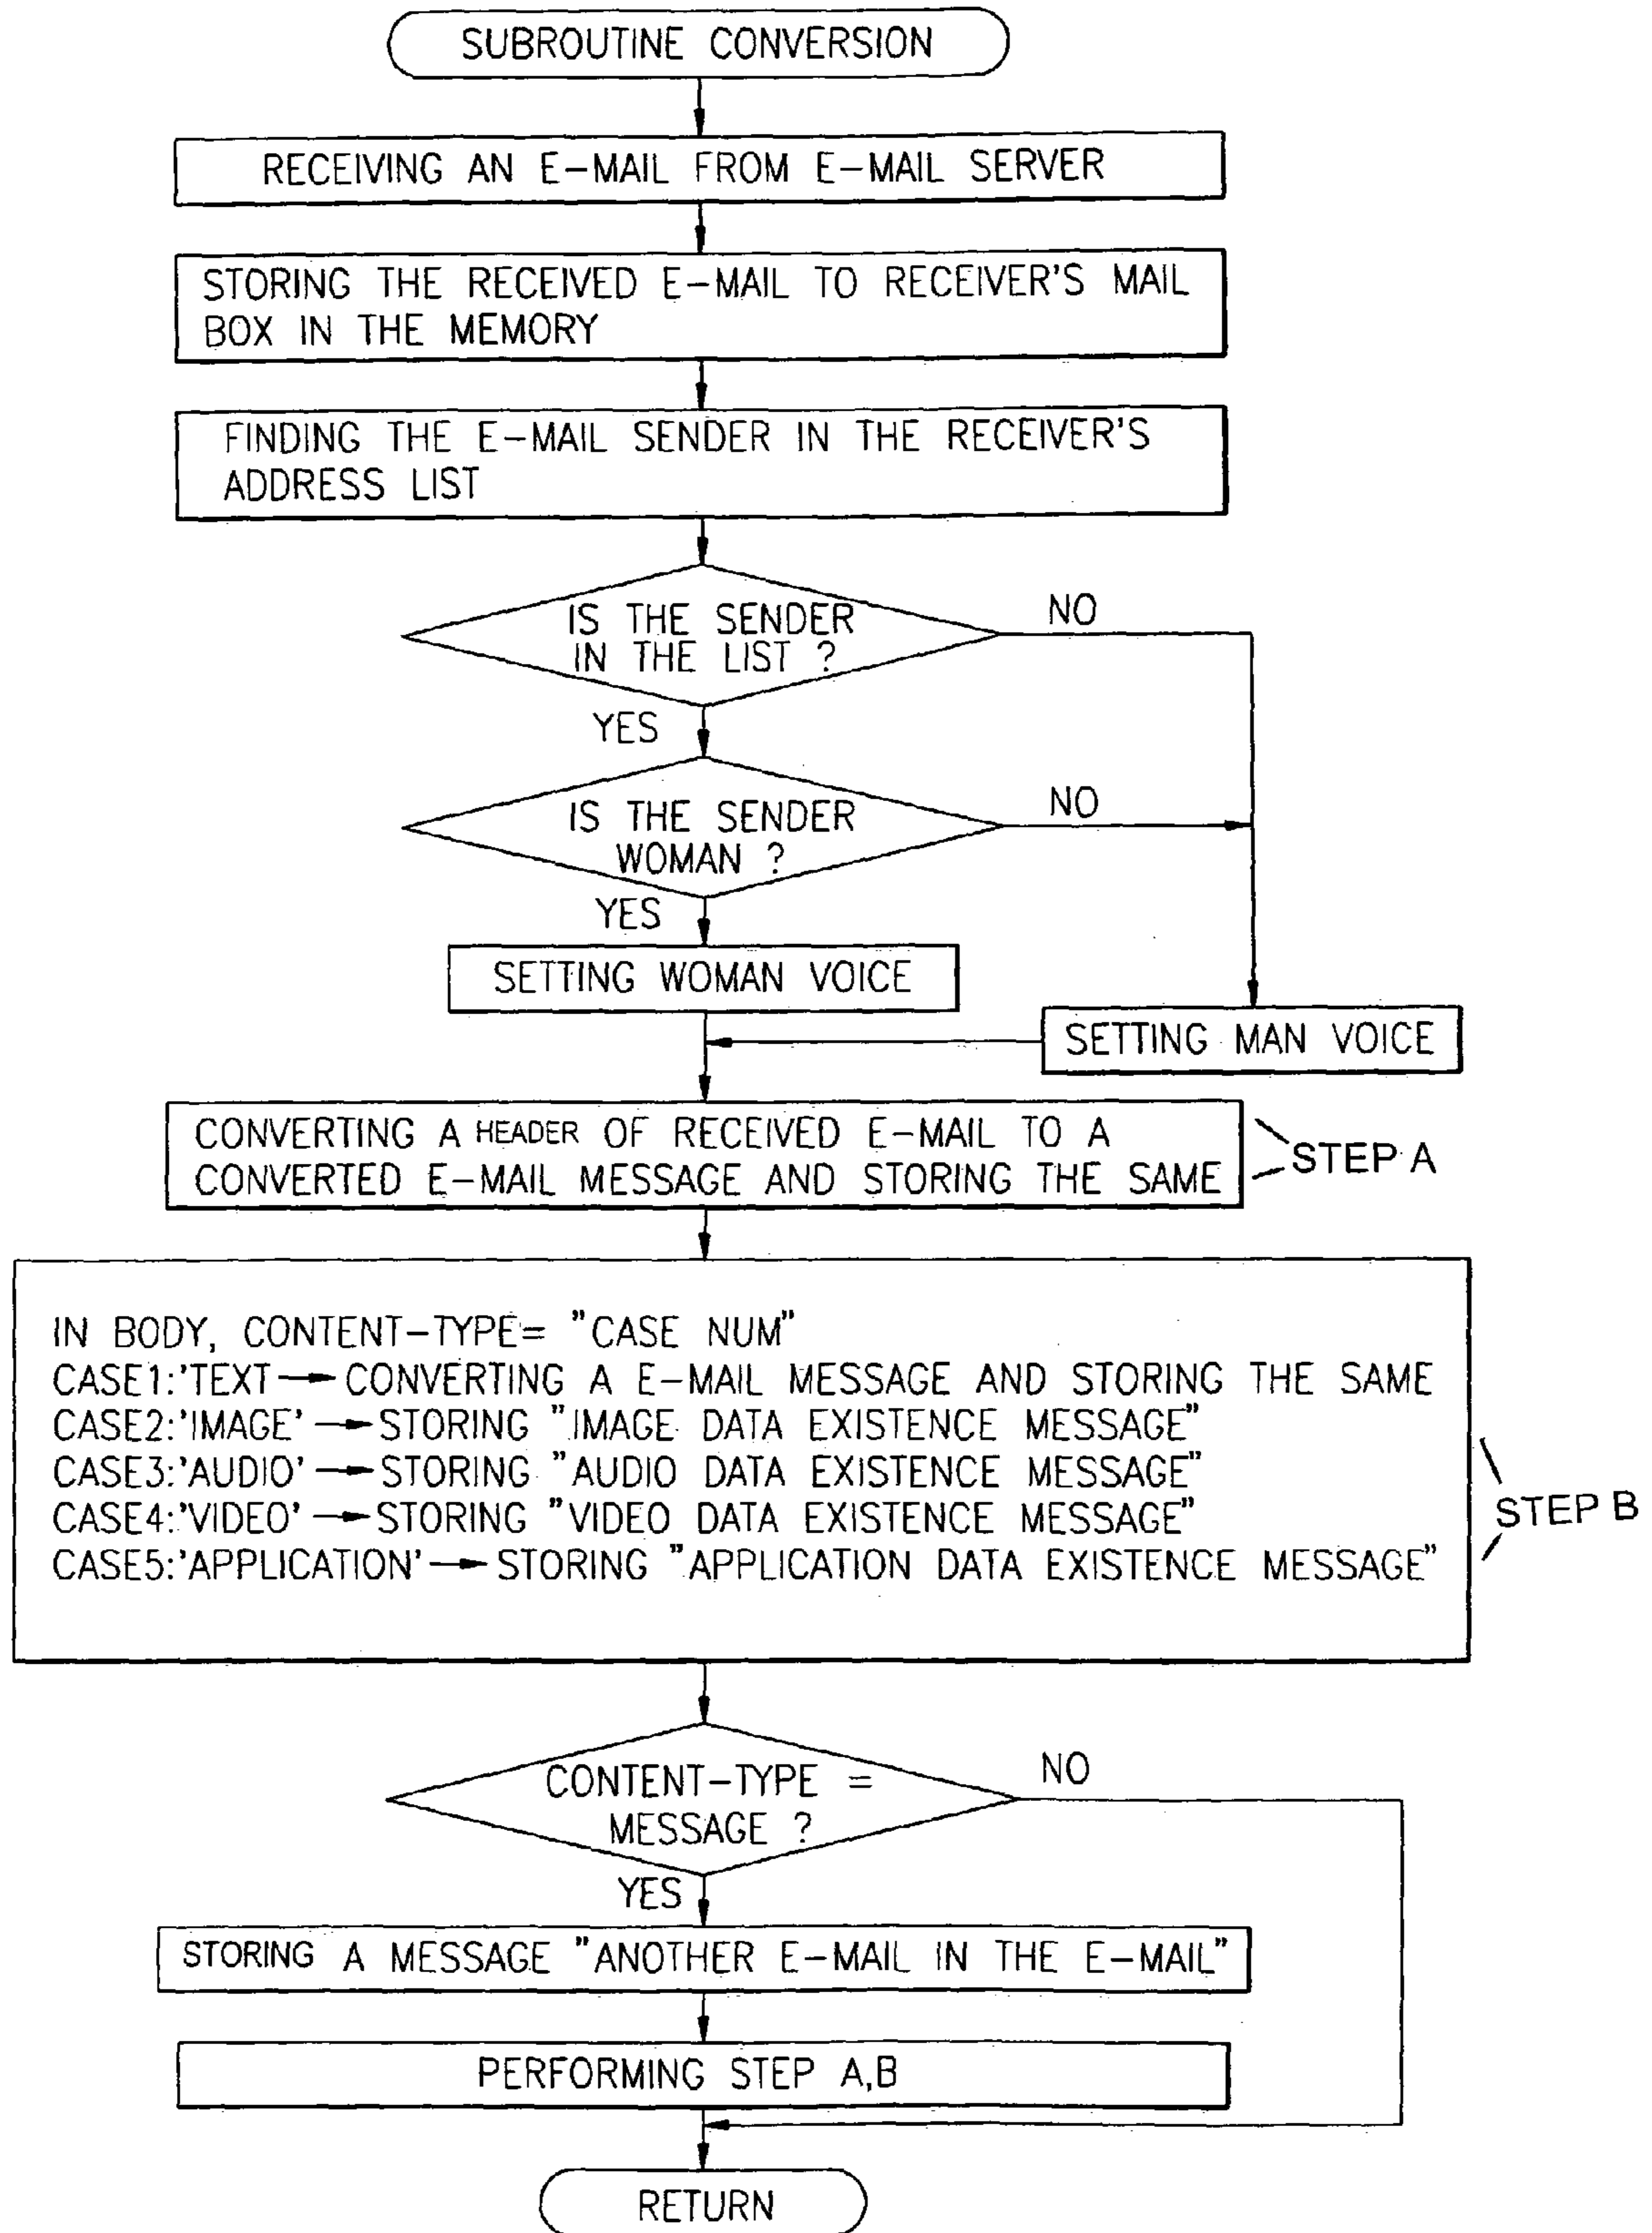 SUBROUTINE CONVERSION
RECEIVING AN E-MAIL FROM E-MAIL SERVER
STORING THE RECEIVED E-MAIL TO RECEIVER'S MAIL
BOX IN THE MEMORY
FINDING THE E-MAIL SENDER IN THE RECEIVER'S
ADDRESS LIST
IS THE SENDER
IN THE LIST ?
NO
YES
IS THE SENDER
WOMAN ?
NO
YES
SETTING WOMAN VOICE
SETTING MAN VOICE
CONVERTING A HEADER OF RECEIVED E-MAIL TO A
CONVERTED E-MAIL MESSAGE AND STORING THE SAME
STEP A
IN BODY, CONTENT-TYPE= "CASE NUM"
CASE1:'TEXT→CONVERTING A E-MAIL MESSAGE AND STORING THE SAME
CASE2:'IMAGE'→STORING "IMAGE DATA EXISTENCE MESSAGE"
CASE3:'AUDIO'→STORING "AUDIO DATA EXISTENCE MESSAGE"
CASE4:'VIDEO'→STORING "VIDEO DATA EXISTENCE MESSAGE"
CASE5:'APPLICATION'→STORING "APPLICATION DATA EXISTENCE MESSAGE"
STEP B
CONTENT-TYPE =
MESSAGE ?
NO
YES
STORING A MESSAGE "ANOTHER E-MAIL IN THE E-MAIL"
PERFORMING STEP A,B
RETURN